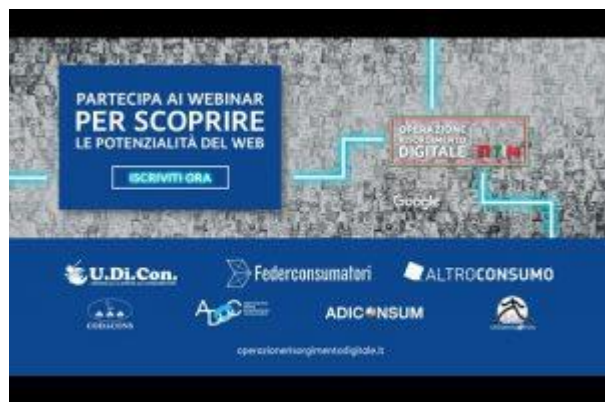 PARTECIPA AI WEBINAR
PER SCOPRIRE
LE POTENZIALITÀ DEL WEB
ISCRIVITI ORA
OPERAZIONE
RISORGIMENTO
DIGITALE
Google
U.Di.Con.
Federconsumatori
ALTROCONSUMO
CODACONS
ADOC
ADICONSUM
operazionerisorgimentodigitale.it